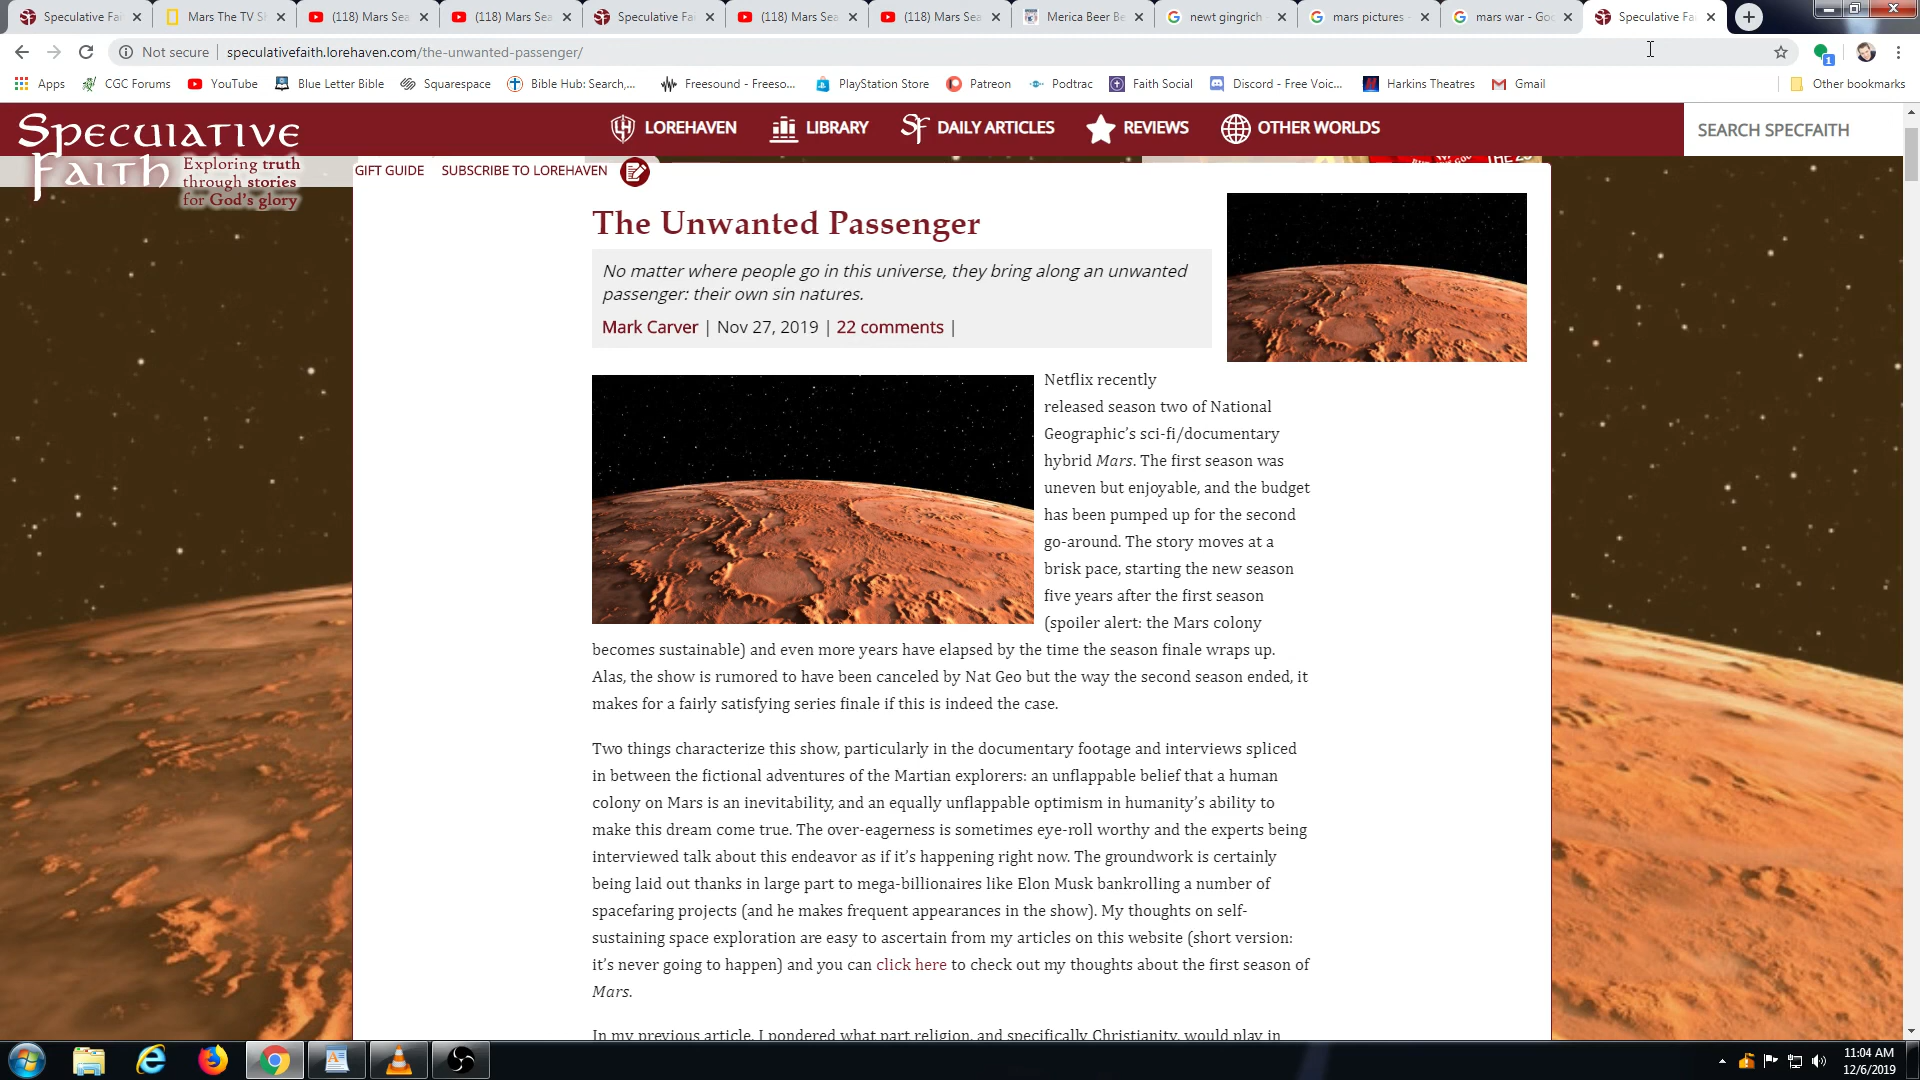 Speculative Fa
Mars The TV S
(118) Mars Sea
(118) Mars Sea
Speculative Fa
(118) Mars Sea
(118) Mars Sea
Merica Beer Be
newt gingrich
mars pictures -
mars war - Goo
Speculative Fa
Not secure
speculativefaith.lorehaven.com/the-unwanted-passenger/
1
Apps
CGC Forums
YouTube
Blue Letter Bible
Squarespace
Bible Hub: Search,...
Freesound - Freeso...
PlayStation Store
Patreon
Podtrac
Faith Social
Discord - Free Voic...
Harkins Theatres
Gmail
Other bookmarks
Speculative
Faith
Exploring truth
through stories
for God's glory
LOREHAVEN
LIBRARY
DAILY ARTICLES
REVIEWS
OTHER WORLDS
SEARCH SPECFAITH
GIFT GUIDE
SUBSCRIBE TO LOREHAVEN
The Unwanted Passenger
No matter where people go in this universe, they bring along an unwanted
passenger: their own sin natures.
Mark Carver | Nov 27, 2019 | 22 comments |
Netflix recently
released season two of National
Geographic's sci-fi/documentary
hybrid Mars. The first season was
uneven but enjoyable, and the budget
has been pumped up for the second
go-around. The story moves at a
brisk pace, starting the new season
five years after the first season
(spoiler alert: the Mars colony
becomes sustainable) and even more years have elapsed by the time the season finale wraps up.
Alas, the show is rumored to have been canceled by Nat Geo but the way the second season ended, it
makes for a fairly satisfying series finale if this is indeed the case.
Two things characterize this show, particularly in the documentary footage and interviews spliced
in between the fictional adventures of the Martian explorers: an unflappable belief that a human
colony on Mars is an inevitability, and an equally unflappable optimism in humanity's ability to
make this dream come true. The over-eagerness is sometimes eye-roll worthy and the experts being
interviewed talk about this endeavor as if it's happening right now. The groundwork is certainly
being laid out thanks in large part to mega-billionaires like Elon Musk bankrolling a number of
spacefaring projects (and he makes frequent appearances in the show). My thoughts on self-
sustaining space exploration are easy to ascertain from my articles on this website (short version:
it's never going to happen) and you can click here to check out my thoughts about the first season of
Mars.
In my previous article, I pondered what part religion, and specifically Christianity, would play in
11:04 AM
12/6/2019